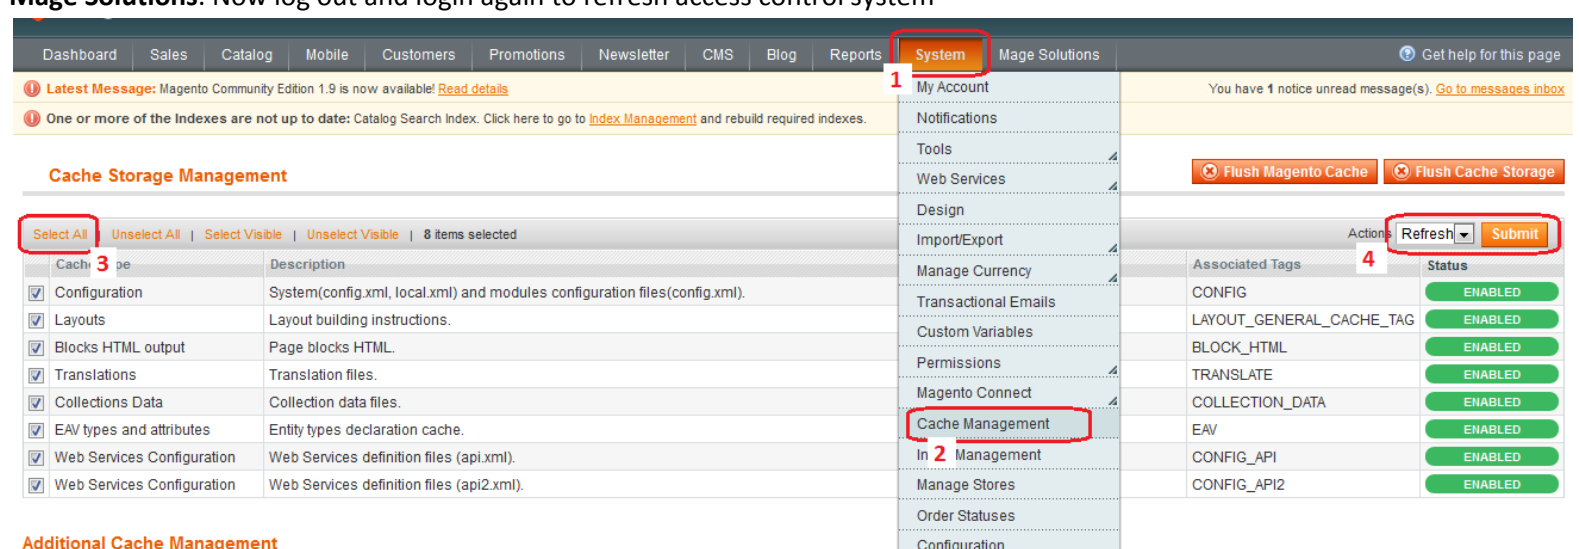 Mage Solutions. Now log out and login again to refresh access control system
Dashboard Sales Catalog Mobile Customers Promotions Newsletter CMS Blog Reports System Mage Solutions Get help for this page
1
Latest Message: Magento Community Edition 1.9 is now available! Read details
You have 1 notice unread message(s). Go to messages inbox
One or more of the Indexes are not up to date: Catalog Search Index. Click here to go to Index Management and rebuild required indexes.
My Account
Notifications
Tools
Web Services
Design
Import/Export
Manage Currency
Transactional Emails
Custom Variables
Permissions
Magento Connect
Cache Management
2
Management
Manage Stores
Order Statuses
Configuration
Cache Storage Management
Flush Magento Cache Flush Cache Storage
Select All | Unselect All | Select Visible | Unselect Visible | 8 items selected
Actions Refresh Submit
3
4
Description Associated Tags Status
Configuration System(config.xml, local.xml) and modules configuration files(config.xml). CONFIG ENABLED
Layouts Layout building instructions. LAYOUT_GENERAL_CACHE_TAG ENABLED
Blocks HTML output Page blocks HTML. BLOCK_HTML ENABLED
Translations Translation files. TRANSLATE ENABLED
Collections Data Collection data files. COLLECTION_DATA ENABLED
EAV types and attributes Entity types declaration cache. EAV ENABLED
Web Services Configuration Web Services definition files (api.xml). CONFIG_API ENABLED
Web Services Configuration Web Services definition files (api2.xml). CONFIG_API2 ENABLED
Additional Cache Management